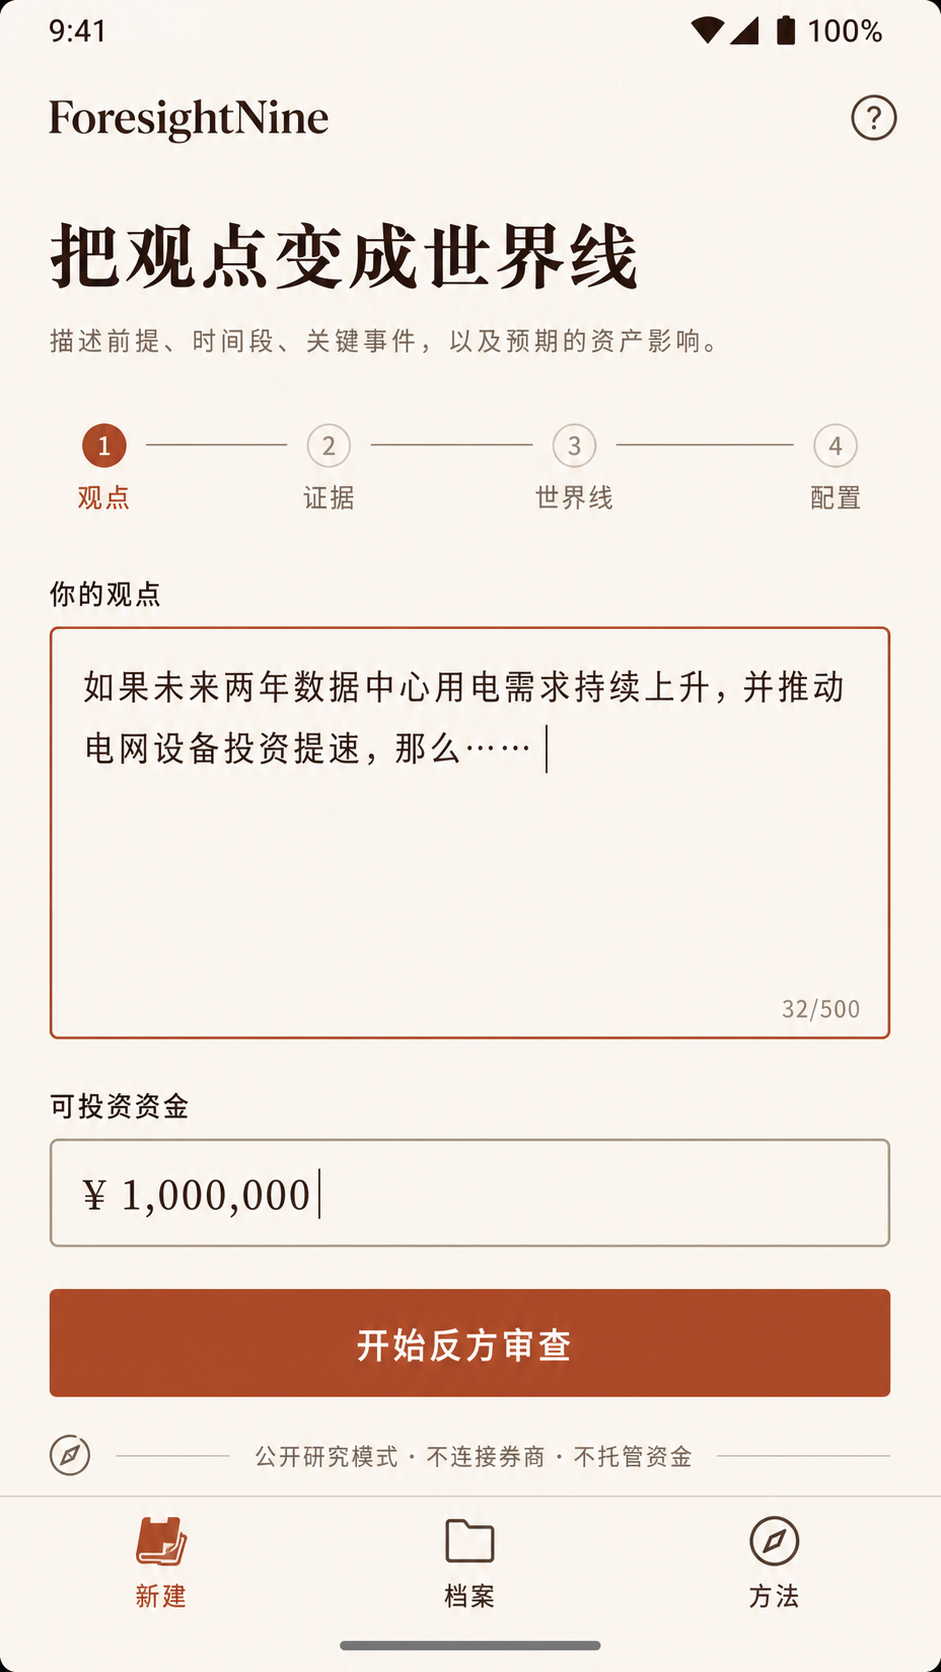 9:41
100%
ForesightNine
?
把观点变成世界线
描述前提、时间段、关键事件，以及预期的资产影响。
1 2 3 4
观点 证据 世界线 配置
你的观点
如果未来两年数据中心用电需求持续上升，并推动
电网设备投资提速，那么……
32/500
可投资资金
¥ 1,000,000
开始反方审查
公开研究模式 · 不连接券商 · 不托管资金
新建 档案 方法